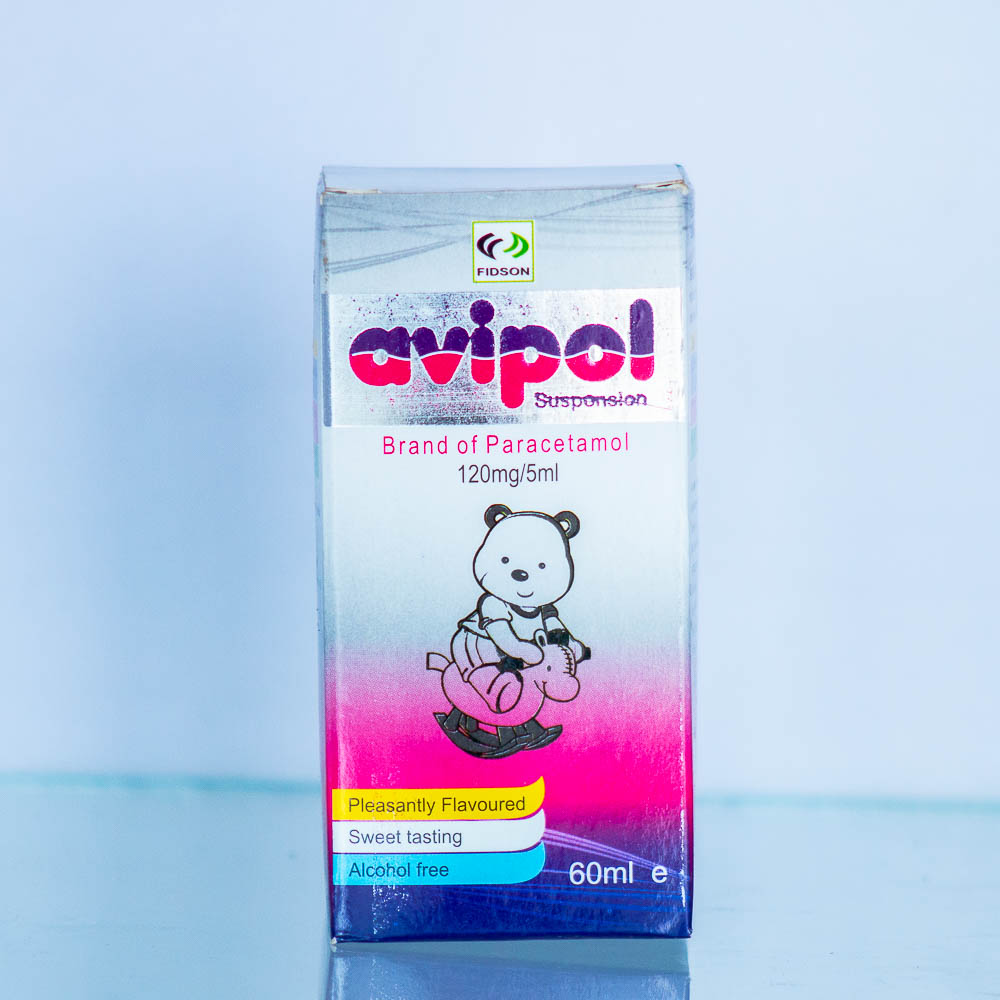 FIDSON
avipol
Suspension
Brand of Paracetamol
120mg/5ml
Pleasantly Flavoured
Sweet tasting
Alcohol free
60ml e